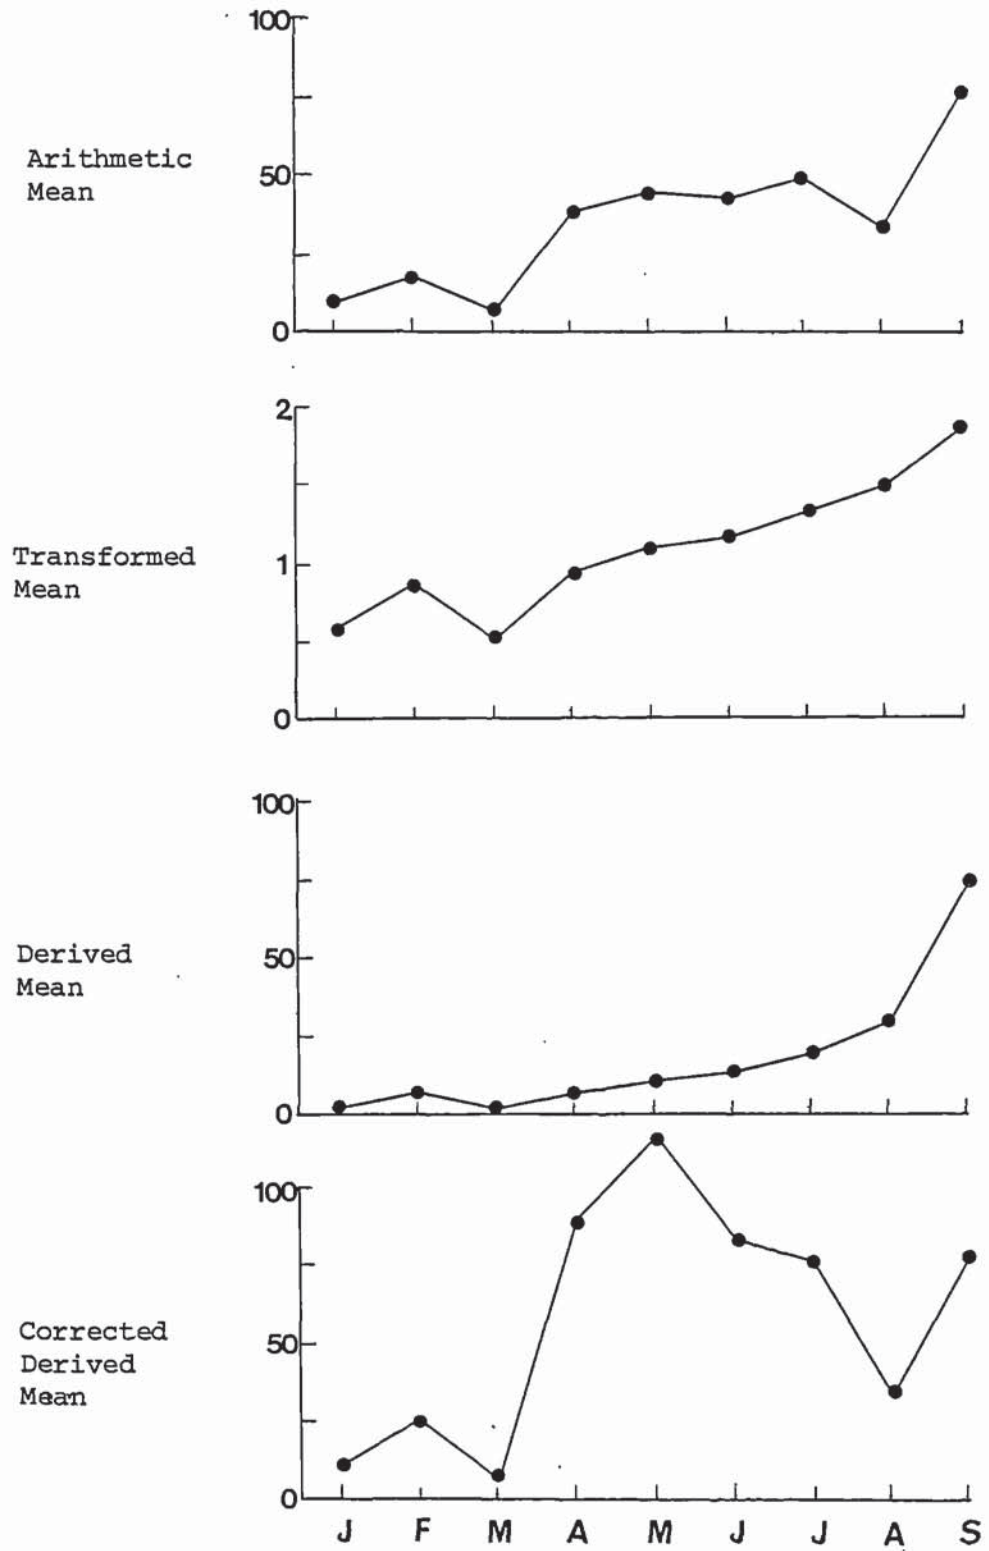 100
Arithmetic
Mean
50
0
2
Transformed
Mean
1
0
100
Derived
Mean
50
0
100
Corrected
Derived
Mean
50
0
J F M A M J J A S